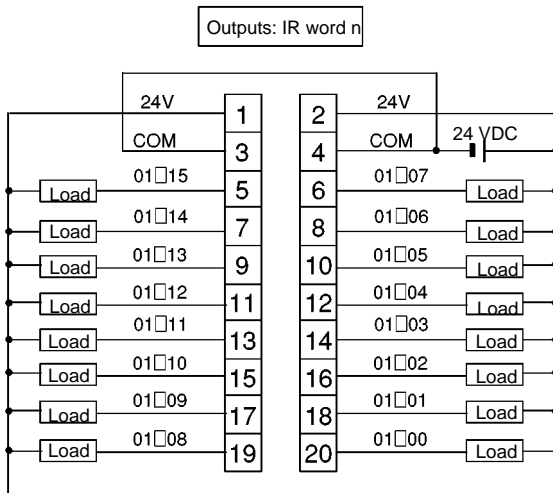 Outputs: IR word n
24V 1 2 24V
COM 3 4 COM 24 VDC
Load 01□15 5 6 01□07 Load
Load 01□14 7 8 01□06 Load
Load 01□13 9 10 01□05 Load
Load 01□12 11 12 01□04 Load
Load 01□11 13 14 01□03 Load
Load 01□10 15 16 01□02 Load
Load 01□09 17 18 01□01 Load
Load 01□08 19 20 01□00 Load